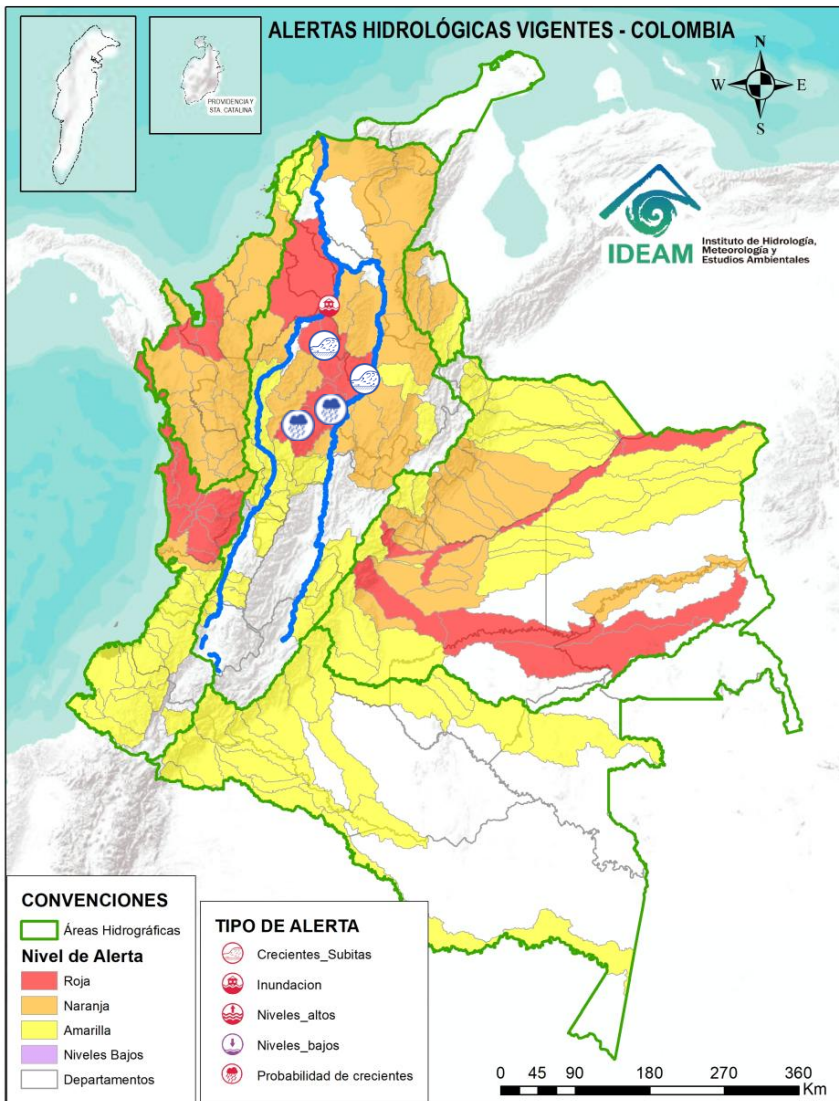 ALERTAS HIDROLÓGICAS VIGENTES - COLOMBIA
PROVIDENCIA Y
STA. CATALINA
N
W
E
S
IDEAM
Instituto de Hidrología,
Meteorología y
Estudios Ambientales
CONVENCIONES
Áreas Hidrográficas
Nivel de Alerta
Roja
Naranja
Amarilla
Niveles Bajos
Departamentos
TIPO DE ALERTA
Crecientes_Subitas
Inundacion
Niveles_altos
Niveles_bajos
Probabilidad de crecientes
0 45 90 180 270 360
Km